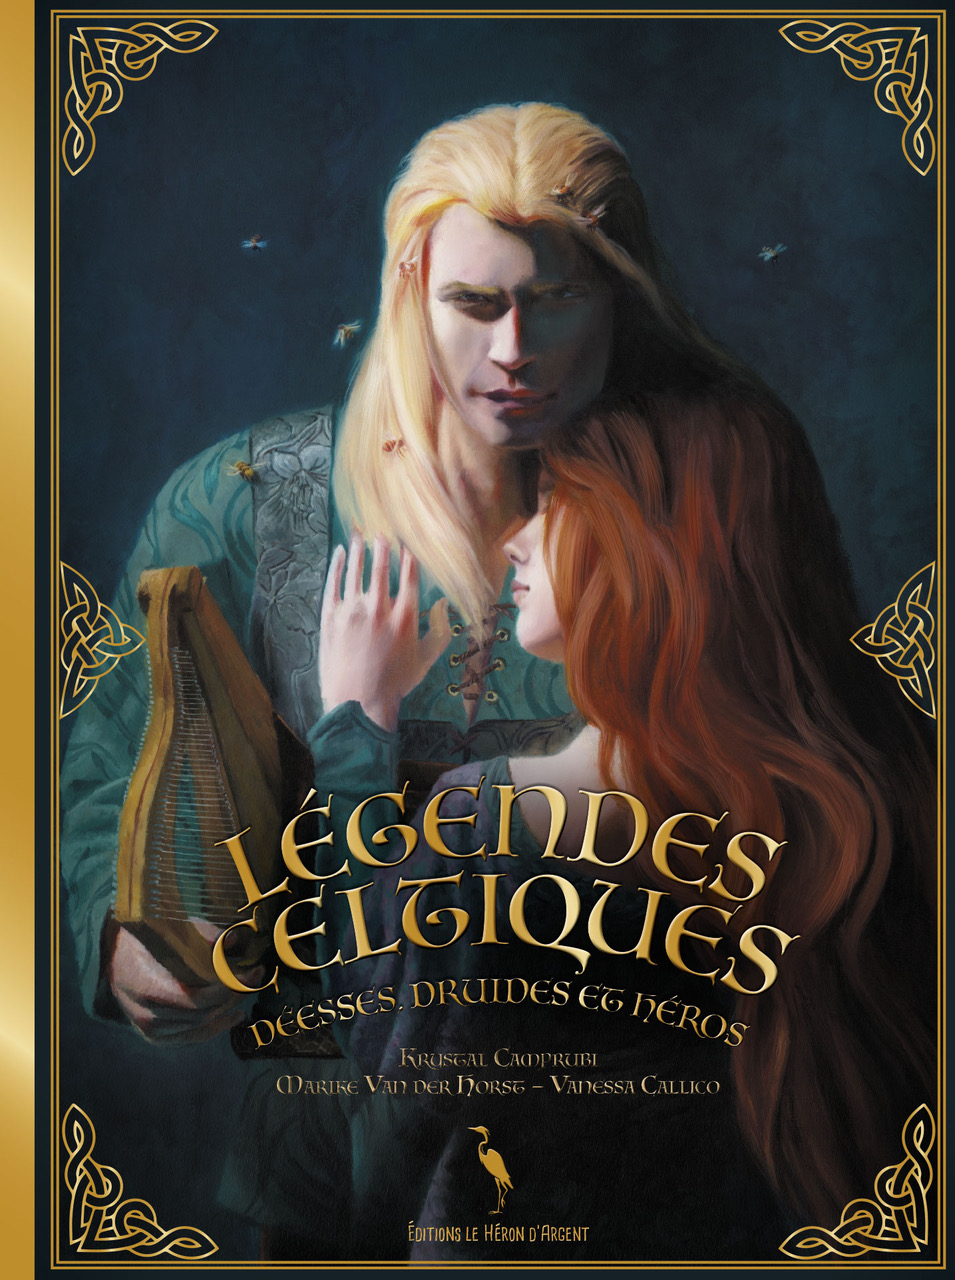 LÉGENDES
CELTIQUES
DÉESSES, DRUIDES ET HÉROS
KRYSTAL CAMPRUBI
MARIKE VAN DER HORST – VANESSA CALLICO
ÉDITIONS LE HÉRON D'ARGENT